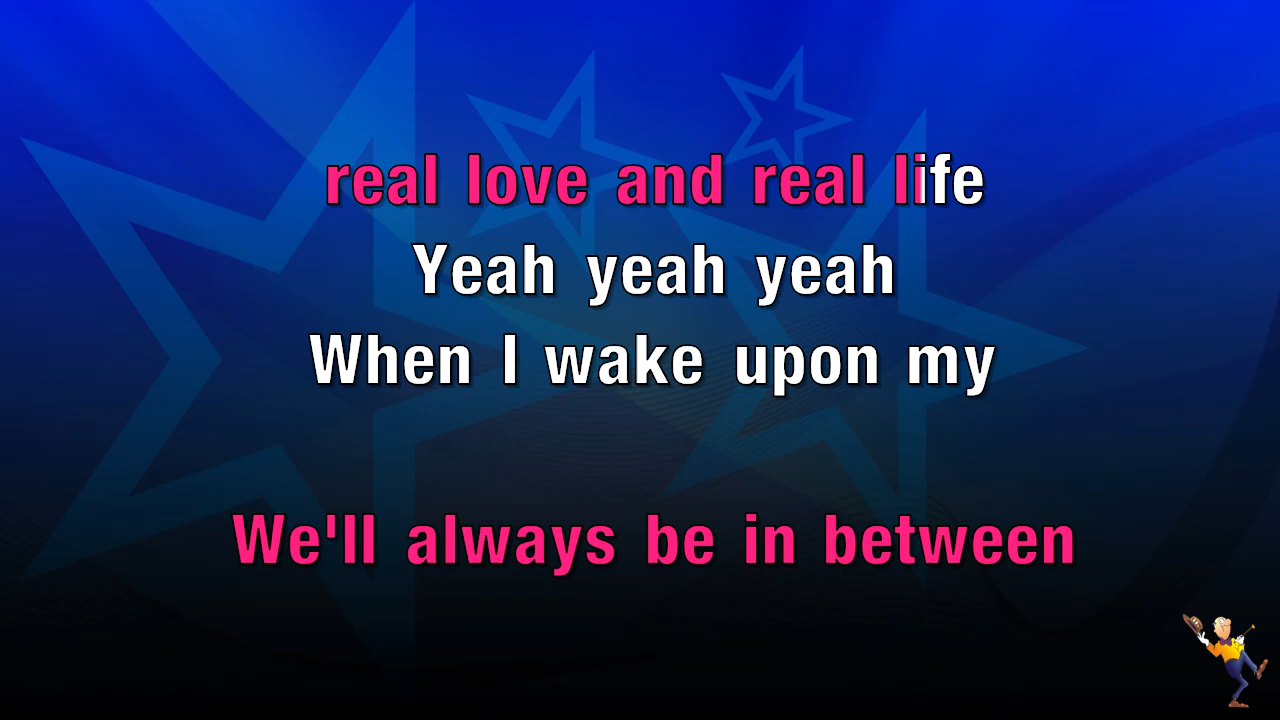 real love and real life
Yeah yeah yeah
When I wake upon my
We'll always be in between